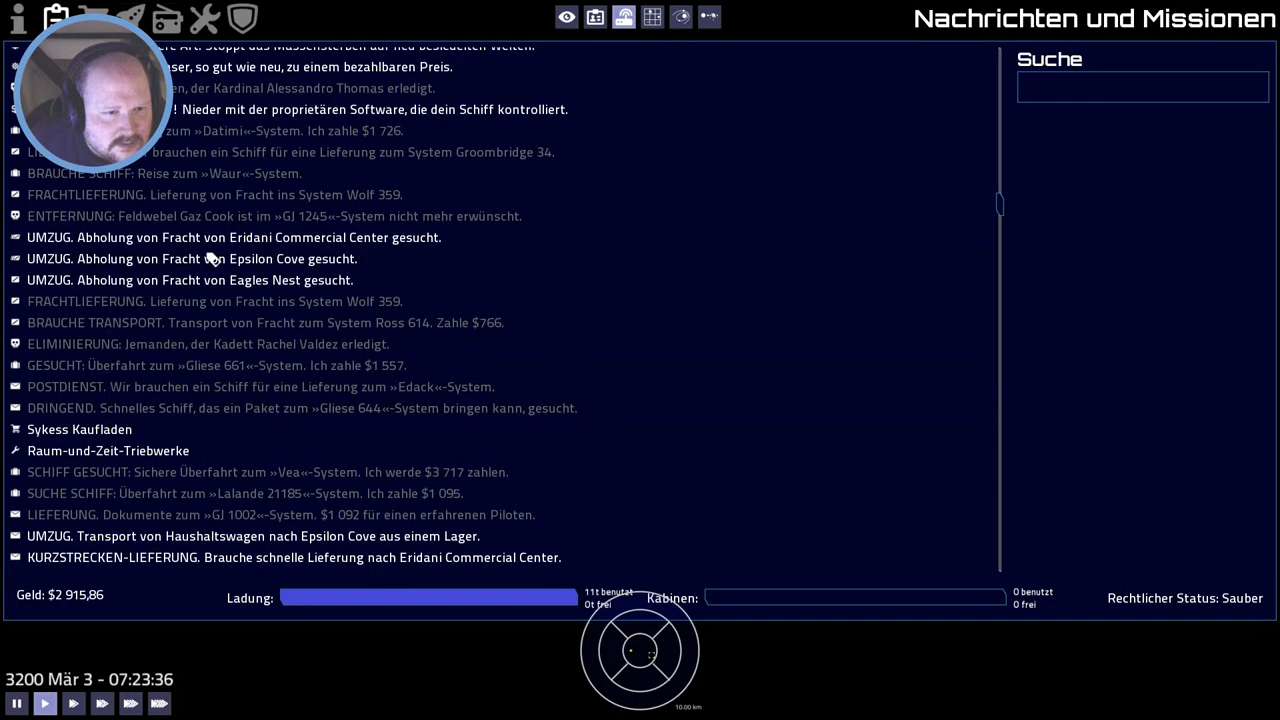 Nachrichten und Missionen
Stoppt das Massensterben auf neu besiedelten Welten.
so gut wie neu, zu einem bezahlbaren Preis.
der Kardinal Alessandro Thomas erledigt.
! Nieder mit der proprietären Software, die dein Schiff kontrolliert.
zum »Datimi«-System. Ich zahle $1 726.
brauchen ein Schiff für eine Lieferung zum System Groombridge 34.
BRAUCHE SCHIFF: Reise zum »Waur«-System.
FRACHTLIEFERUNG. Lieferung von Fracht ins System Wolf 359.
ENTFERNUNG: Feldwebel Gaz Cook ist im »GJ 1245«-System nicht mehr erwünscht.
UMZUG. Abholung von Fracht von Eridani Commercial Center gesucht.
UMZUG. Abholung von Fracht von Epsilon Cove gesucht.
UMZUG. Abholung von Fracht von Eagles Nest gesucht.
FRACHTLIEFERUNG. Lieferung von Fracht ins System Wolf 359.
BRAUCHE TRANSPORT. Transport von Fracht zum System Ross 614. Zahle $766.
ELIMINIERUNG: Jemanden, der Kadett Rachel Valdez erledigt.
GESUCHT: Überfahrt zum »Gliese 661«-System. Ich zahle $1 557.
POSTDIENST. Wir brauchen ein Schiff für eine Lieferung zum »Edack«-System.
DRINGEND. Schnelles Schiff, das ein Paket zum »Gliese 644«-System bringen kann, gesucht.
Sykess Kaufladen
Raum-und-Zeit-Triebwerke
SCHIFF GESUCHT: Sichere Überfahrt zum »Vea«-System. Ich werde $3 717 zahlen.
SUCHE SCHIFF: Überfahrt zum »Lalande 21185«-System. Ich zahle $1 095.
LIEFERUNG. Dokumente zum »GJ 1002«-System. $1 092 für einen erfahrenen Piloten.
UMZUG. Transport von Haushaltswagen nach Epsilon Cove aus einem Lager.
KURZSTRECKEN-LIEFERUNG. Brauche schnelle Lieferung nach Eridani Commercial Center.
Suche
Geld: $2 915,86
Ladung:
11t benutzt
0t frei
Kabinen:
0 benutzt
0 frei
Rechtlicher Status: Sauber
3200 Mär 3 - 07:23:36
10.00 km